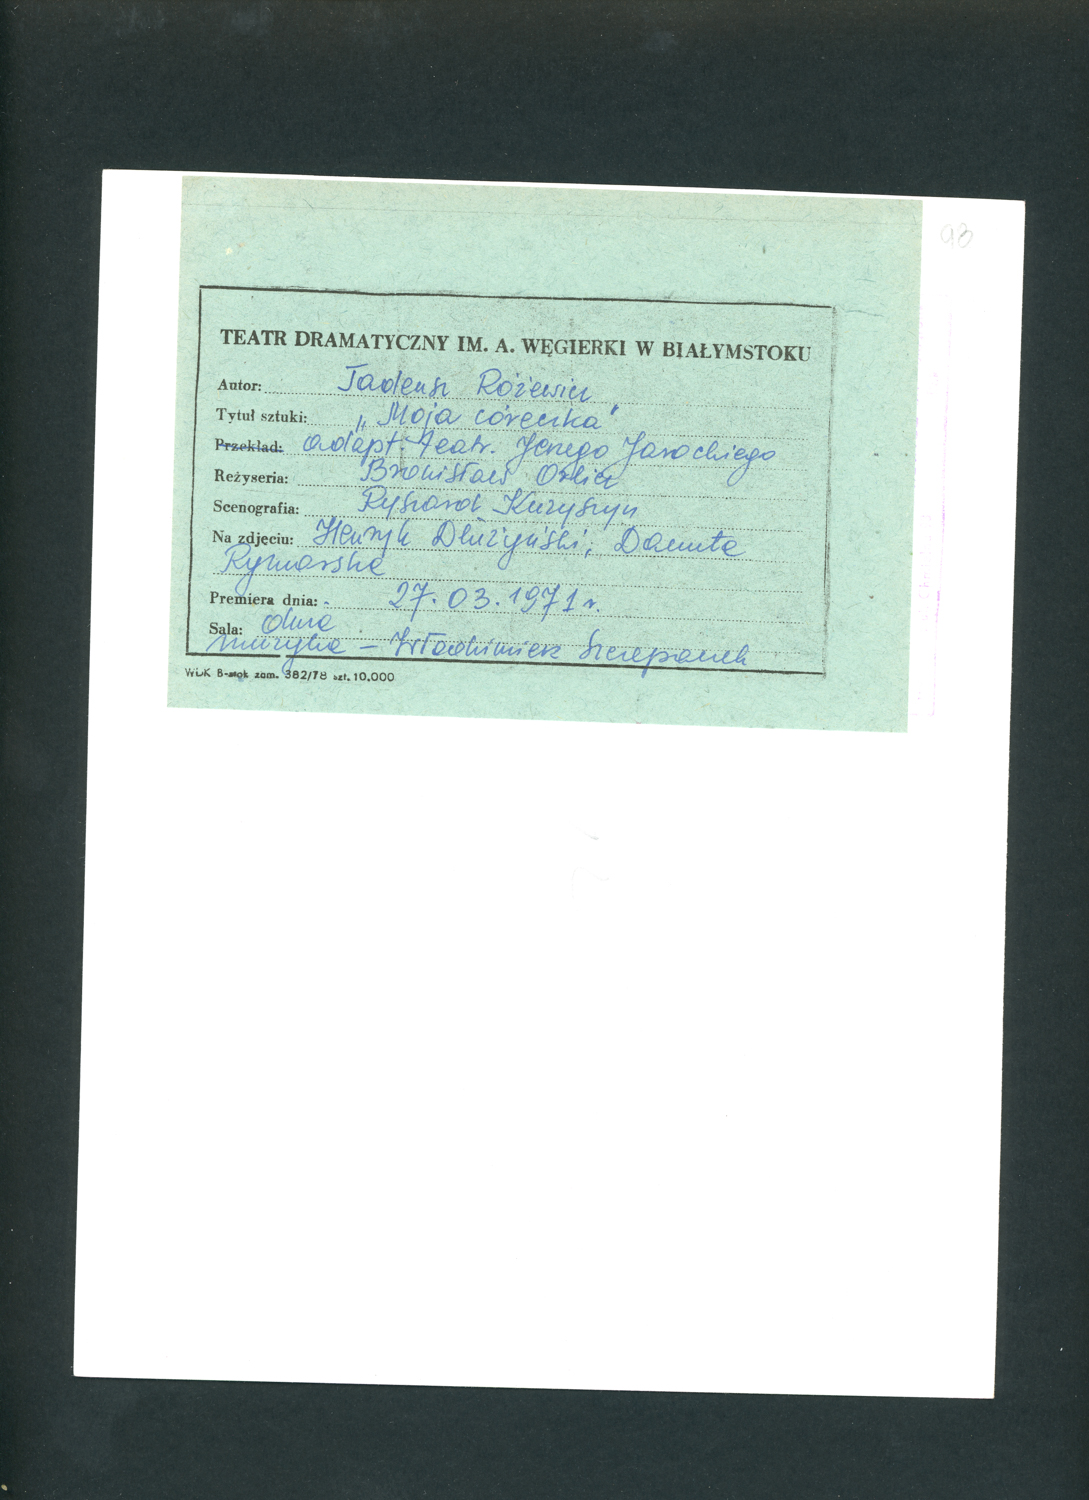 93
TEATR DRAMATYCZNY IM. A. WĘGIERKI W BIAŁYMSTOKU
Autor: Tadeusz Różewicz
Tytuł sztuki: „Moja córeczka"
Przekład: adapt. teatr. Jerzego Jarockiego
Reżyseria: Bronisław Orlicz
Scenografia: Ryszard Kuzyszyn
Na zdjęciu: Henryk Dłużyński, Danuta
Rymarska
Premiera dnia: 27.03.1971 r.
Sala: duża
muzyka – Włodzimierz Szczepanek
WDK B-stok zam. 382/78 szt. 10.000